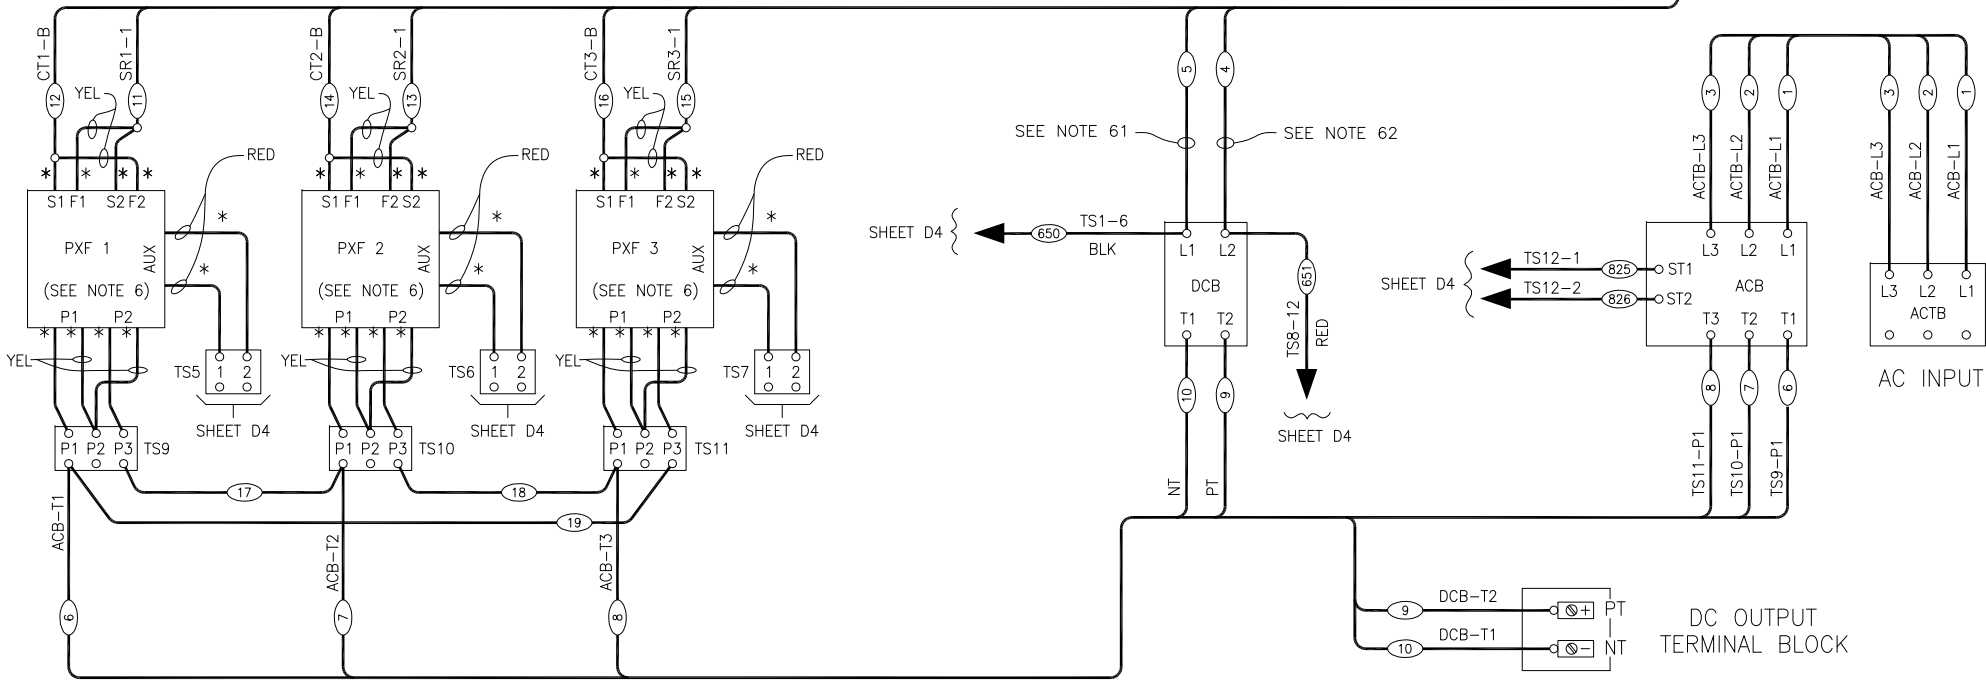 CT1-B
SR1-1
CT2-B
SR2-1
CT3-B
SR3-1
12
YEL
11
14
YEL
13
16
YEL
15
5
4
3
2
1
3
2
1
SEE NOTE 61
SEE NOTE 62
ACTB-L3
ACTB-L2
ACTB-L1
ACB-L3
ACB-L2
ACB-L1
RED
RED
RED
* * * *
* * * *
* * * *
S1 F1 S2 F2
S1 F1 F2 S2
S1 F1 F2 S2
PXF 1
AUX
(SEE NOTE 6)
P1 P2
* * * *
* *
PXF 2
AUX
(SEE NOTE 6)
P1 P2
* * * *
* *
PXF 3
AUX
(SEE NOTE 6)
P1 P2
* * * *
* *
SHEET D4
650
TS1-6
BLK
L1 L2
DCB
T1 T2
651
TS8-12
RED
SHEET D4
SHEET D4
TS12-1
825
ST1
TS12-2
826
ST2
L3 L2 L1
ACB
T3 T2 T1
L3 L2 L1
ACTB
AC INPUT
YEL
TS5
1 2
SHEET D4
YEL
TS6
1 2
SHEET D4
YEL
TS7
1 2
SHEET D4
P1 P2 P3
TS9
P1 P2 P3
TS10
P1 P2 P3
TS11
10
9
8
7
6
NT
PT
TS11-P1
TS10-P1
TS9-P1
17
18
19
ACB-T1
ACB-T2
ACB-T3
6
7
8
9
DCB-T2
+
PT
10
DCB-T1
-
NT
DC OUTPUT
TERMINAL BLOCK